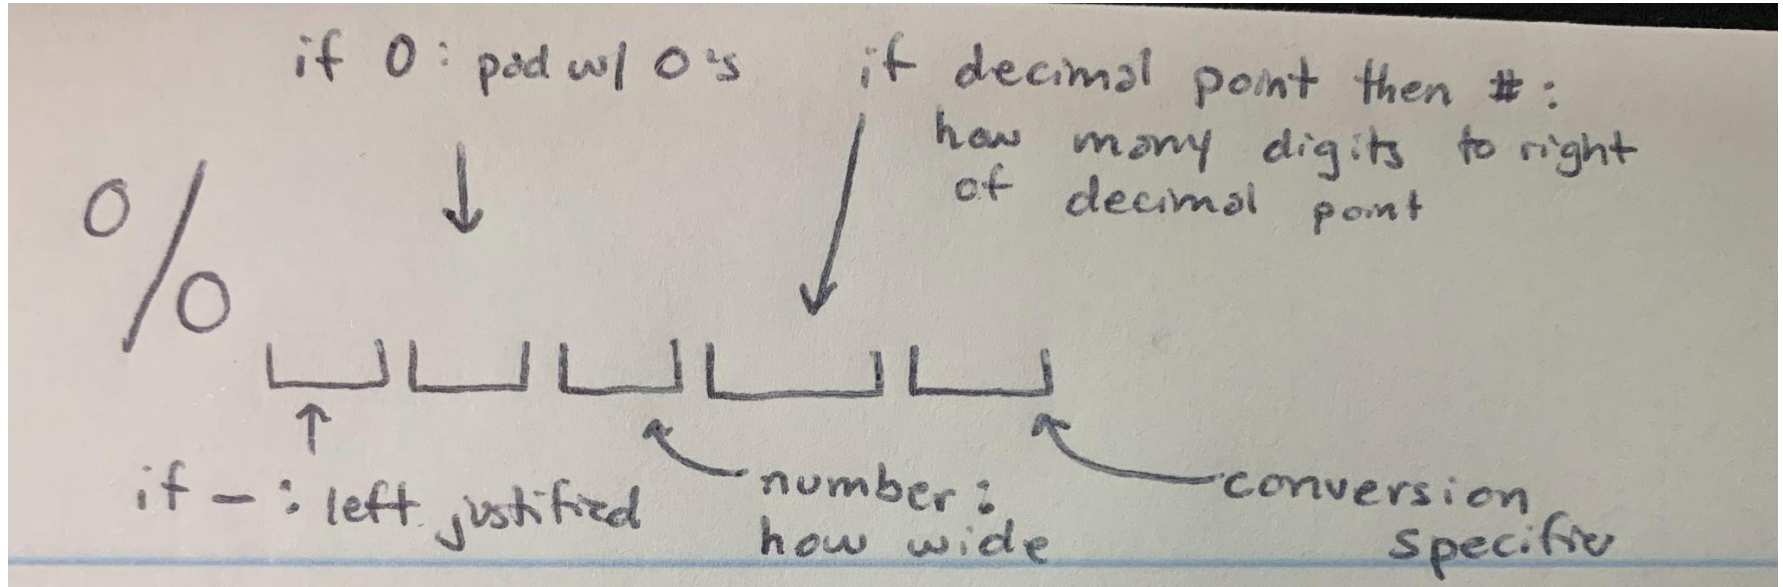 if 0 : pad w/ 0's
if decimal point then # :
how many digits to right
of decimal point
%
if - : left justified
number :
how wide
conversion
specifier